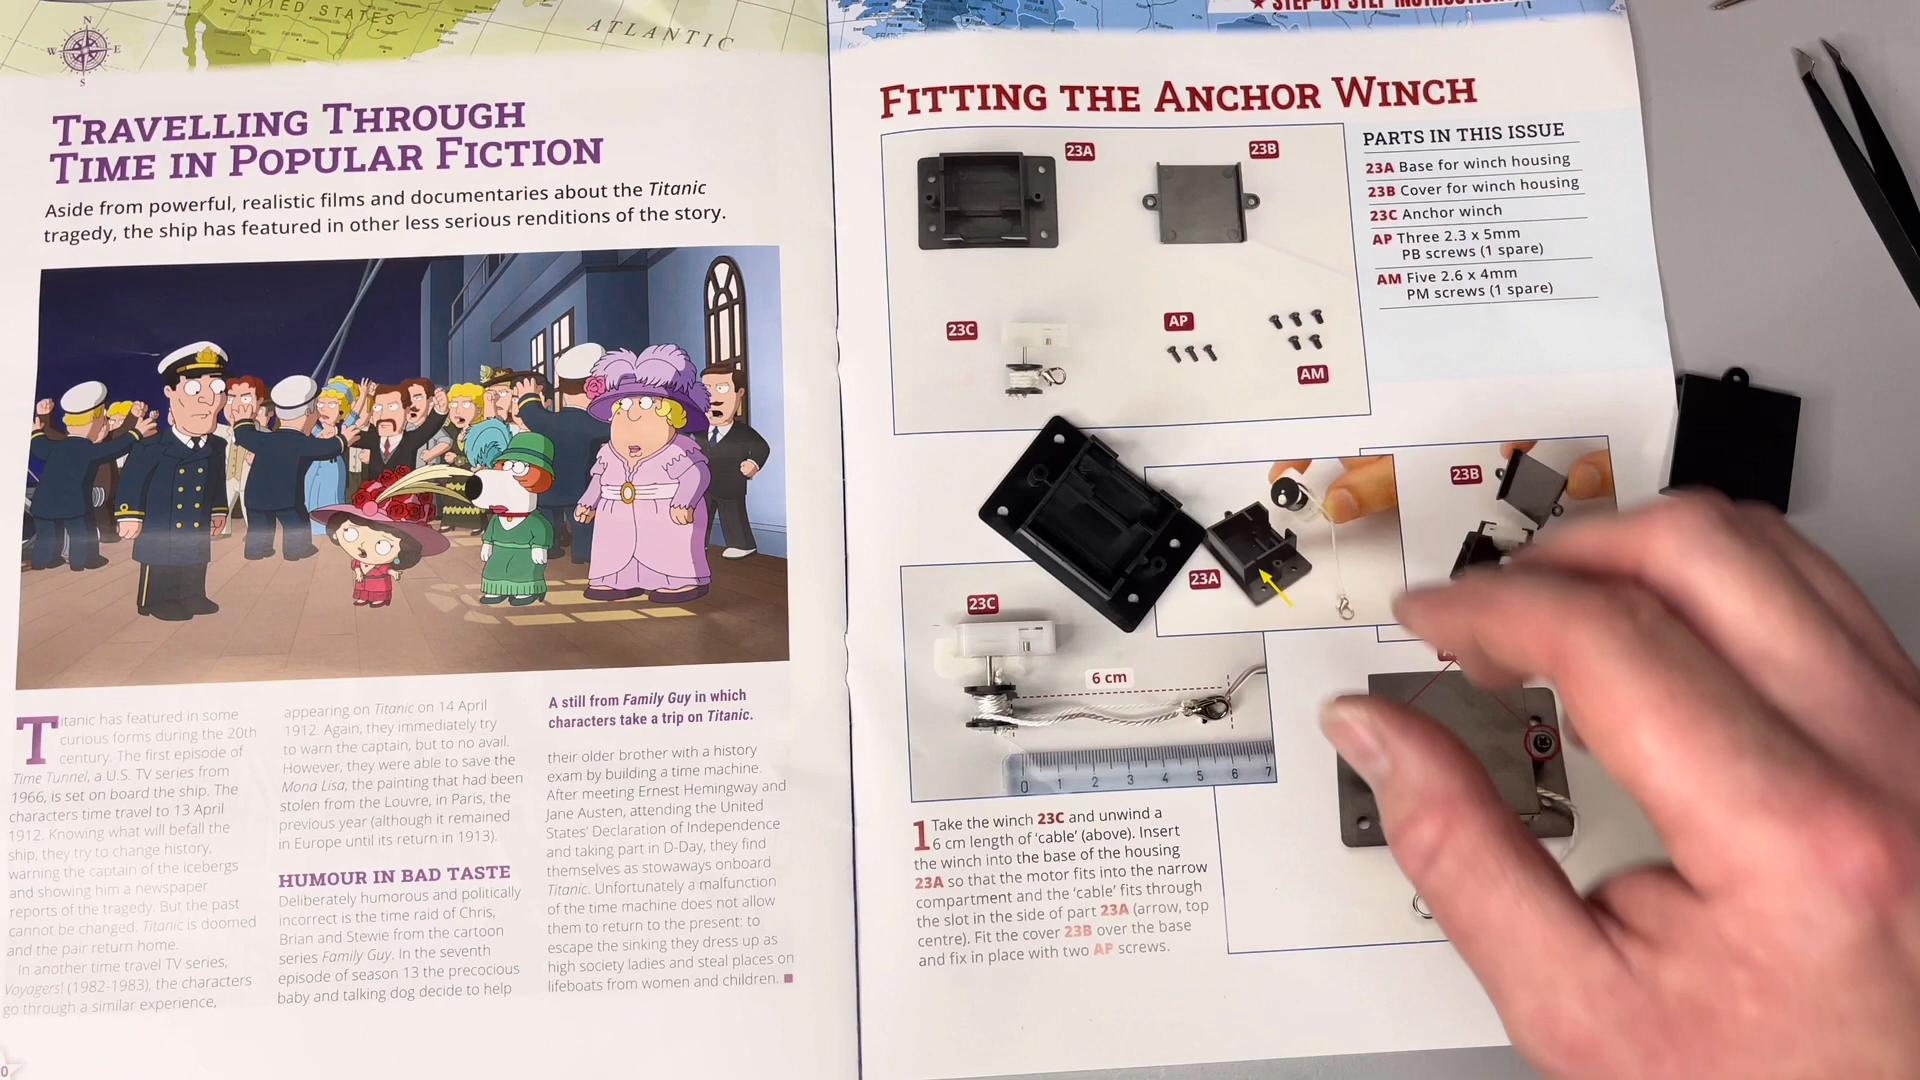 UNITED STATES
ATLANTIC
N
W E
S
TRAVELLING THROUGH
TIME IN POPULAR FICTION
Aside from powerful, realistic films and documentaries about the Titanic
tragedy, the ship has featured in other less serious renditions of the story.
Titanic has featured in some
curious forms during the 20th
century. The first episode of
Time Tunnel, a U.S. TV series from
1966, is set on board the ship. The
characters time travel to 13 April
1912. Knowing what will befall the
ship, they try to change history,
warning the captain of the icebergs
and showing him a newspaper
reports of the tragedy. But the past
cannot be changed. Titanic is doomed
and the pair return home.
In another time travel TV series,
Voyagers! (1982-1983), the characters
go through a similar experience,
appearing on Titanic on 14 April
1912. Again, they immediately try
to warn the captain, but to no avail.
However, they were able to save the
Mona Lisa, the painting that had been
stolen from the Louvre, in Paris, the
previous year (although it remained
in Europe until its return in 1913).
HUMOUR IN BAD TASTE
Deliberately humorous and politically
incorrect is the time raid of Chris,
Brian and Stewie from the cartoon
series Family Guy. In the seventh
episode of season 13 the precocious
baby and talking dog decide to help
A still from Family Guy in which
characters take a trip on Titanic.
their older brother with a history
exam by building a time machine.
After meeting Ernest Hemingway and
Jane Austen, attending the United
States' Declaration of Independence
and taking part in D-Day, they find
themselves as stowaways onboard
Titanic. Unfortunately a malfunction
of the time machine does not allow
them to return to the present: to
escape the sinking they dress up as
high society ladies and steal places on
lifeboats from women and children.
0
STEP-BY STEP INSTRUCTIONS
FITTING THE ANCHOR WINCH
23A
23B
23C
AP
AM
PARTS IN THIS ISSUE
23A Base for winch housing
23B Cover for winch housing
23C Anchor winch
AP Three 2.3 x 5mm
PB screws (1 spare)
AM Five 2.6 x 4mm
PM screws (1 spare)
23A
23B
23C
6 cm
0 1 2 3 4 5 6 7
1 Take the winch 23C and unwind a
6 cm length of 'cable' (above). Insert
the winch into the base of the housing
23A so that the motor fits into the narrow
compartment and the 'cable' fits through
the slot in the side of part 23A (arrow, top
centre). Fit the cover 23B over the base
and fix in place with two AP screws.